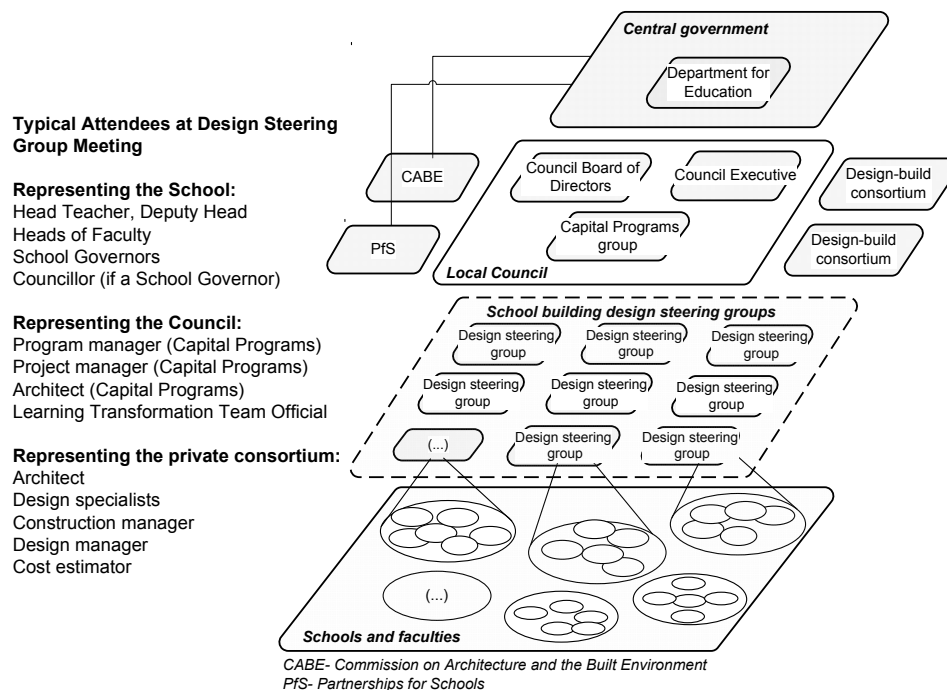 Typical Attendees at Design Steering
Group Meeting
Representing the School:
Head Teacher, Deputy Head
Heads of Faculty
School Governors
Councillor (if a School Governor)
Representing the Council:
Program manager (Capital Programs)
Project manager (Capital Programs)
Architect (Capital Programs)
Learning Transformation Team Official
Representing the private consortium:
Architect
Design specialists
Construction manager
Design manager
Cost estimator
Central government
Department for
Education
CABE
PfS
Council Board of
Directors
Council Executive
Capital Programs
group
Local Council
Design-build
consortium
Design-build
consortium
School building design steering groups
Design steering
group
Design steering
group
Design steering
group
Design steering
group
Design steering
group
Design steering
group
(...)
Design steering
group
Design steering
group
(...)
Schools and faculties
CABE- Commission on Architecture and the Built Environment
PfS- Partnerships for Schools